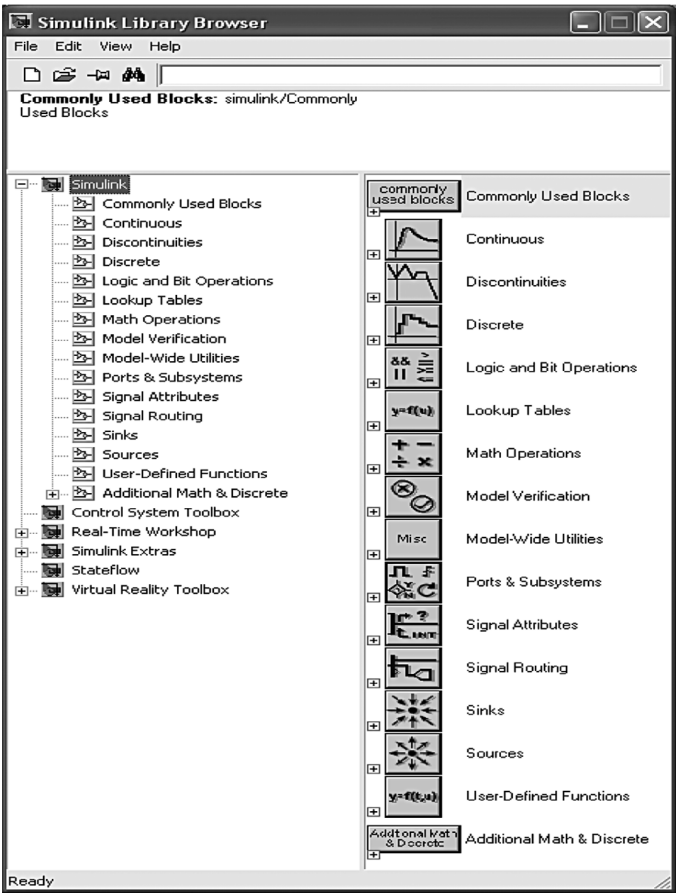 Simulink Library Browser
File Edit View Help
Commonly Used Blocks: simulink/Commonly
Used Blocks
Simulink
Commonly Used Blocks
Continuous
Discontinuities
Discrete
Logic and Bit Operations
Lookup Tables
Math Operations
Model Verification
Model-Wide Utilities
Ports & Subsystems
Signal Attributes
Signal Routing
Sinks
Sources
User-Defined Functions
Additional Math & Discrete
Control System Toolbox
Real-Time Workshop
Simulink Extras
Stateflow
Virtual Reality Toolbox
commonly
used blocks
Commonly Used Blocks
Continuous
Discontinuities
Discrete
Logic and Bit Operations
y=f(u)
Lookup Tables
Math Operations
Model Verification
Misc
Model-Wide Utilities
Ports & Subsystems
Signal Attributes
Signal Routing
Sinks
Sources
y=f(t,u)
User-Defined Functions
Additional Math
& Discrete
Additional Math & Discrete
Ready